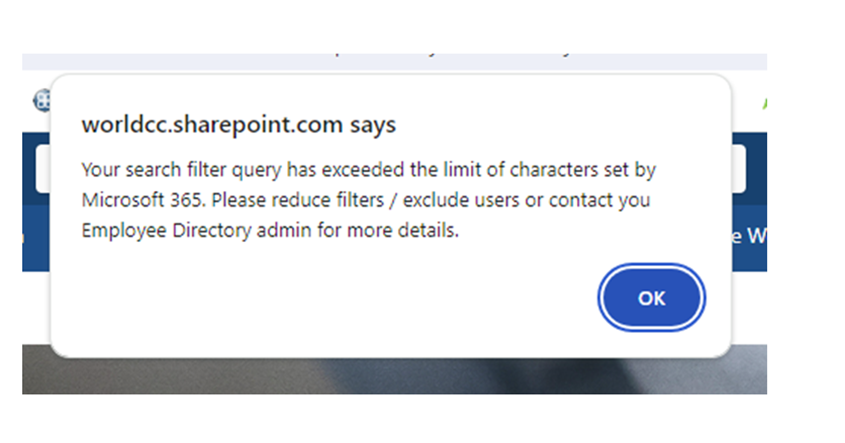 worldcc.sharepoint.com says
Your search filter query has exceeded the limit of characters set by
Microsoft 365. Please reduce filters / exclude users or contact you
Employee Directory admin for more details.
e W
OK